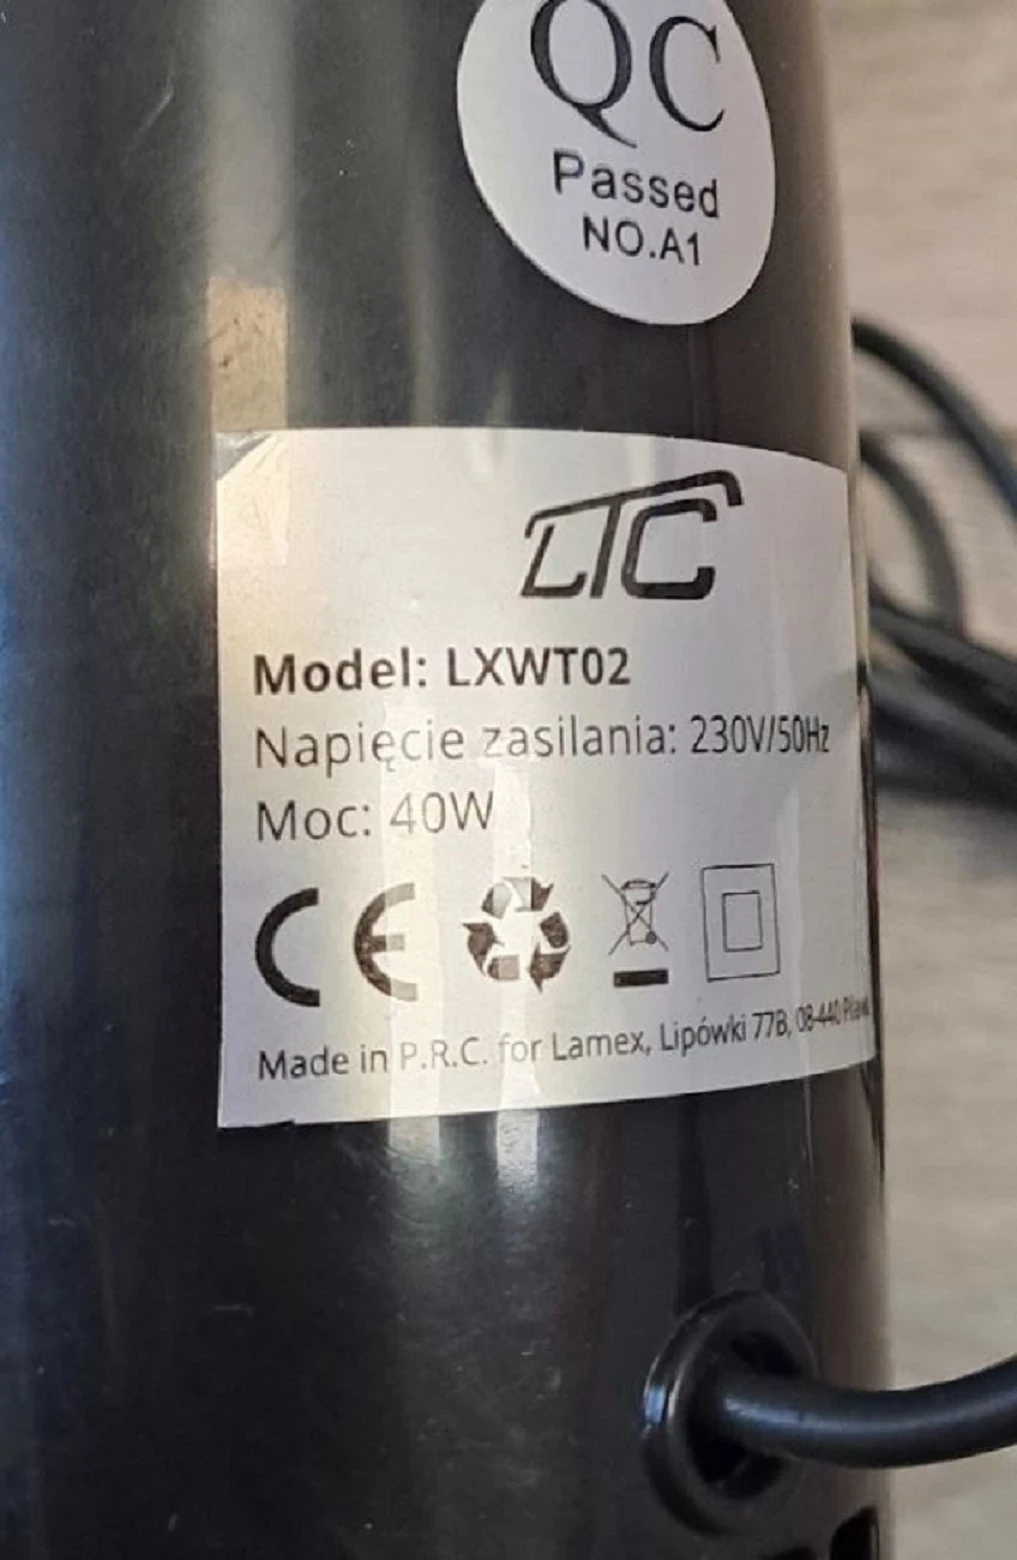 QC
Passed
NO.A1
LTC
Model: LXWT02
Napięcie zasilania: 230V/50Hz
Moc: 40W
CE
Made in P.R.C. for Lamex, Lipówki 77B, 08-440